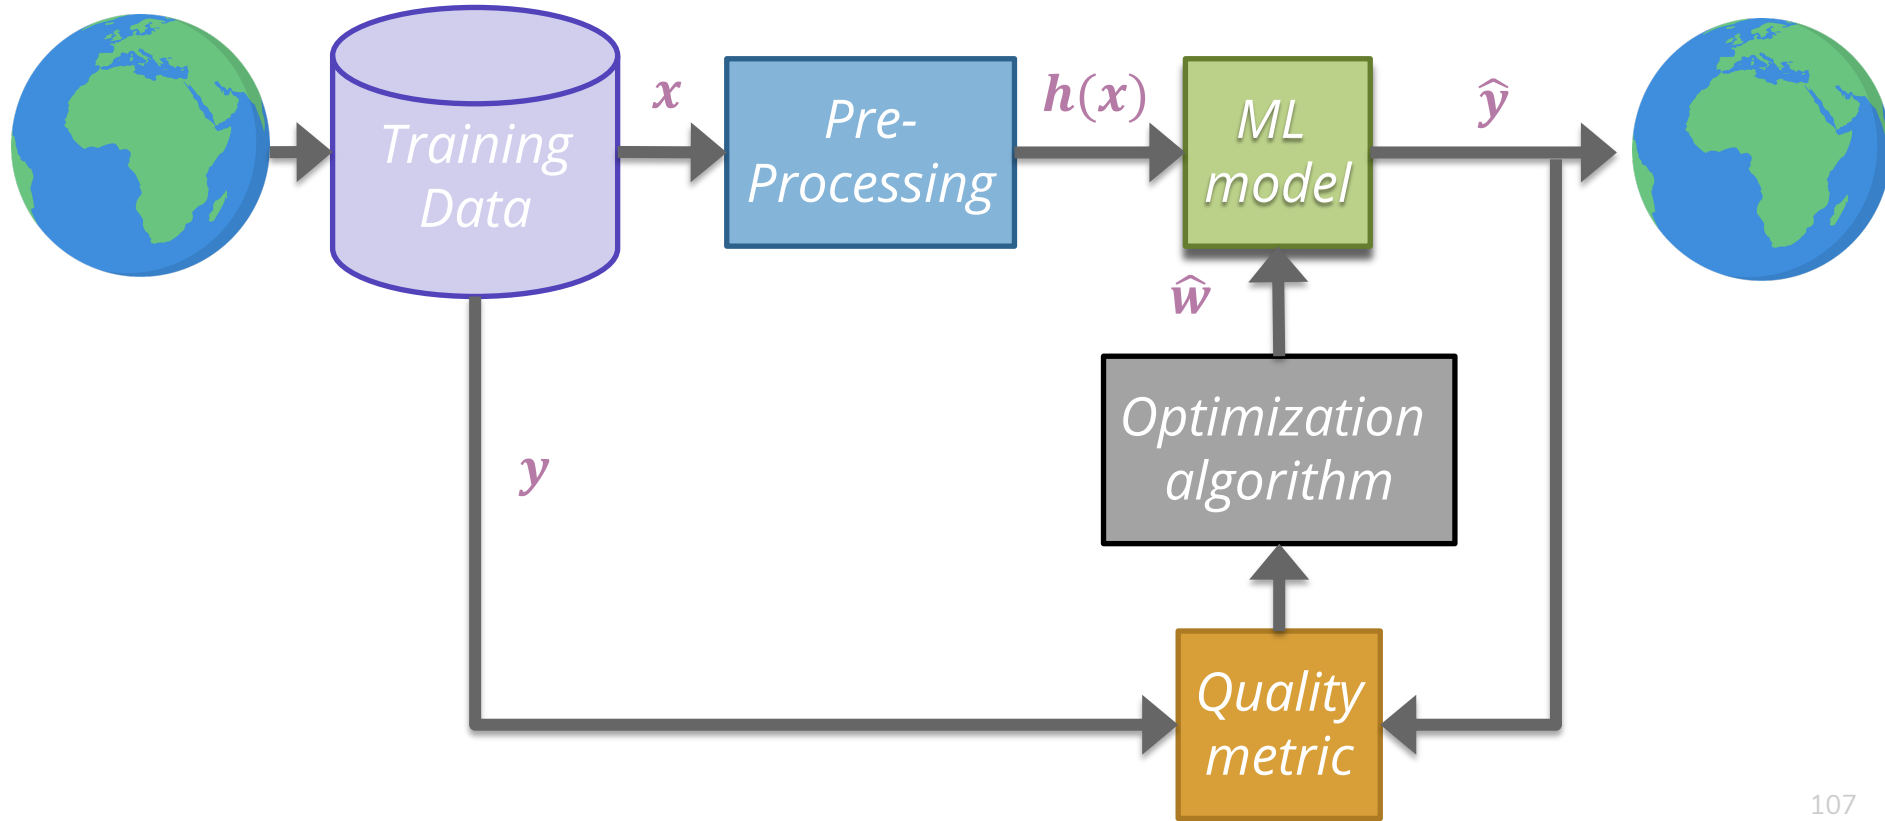 Training
Data
x
Pre-
Processing
h(x)
ML
model
ŷ
ŵ
Optimization
algorithm
y
Quality
metric
107